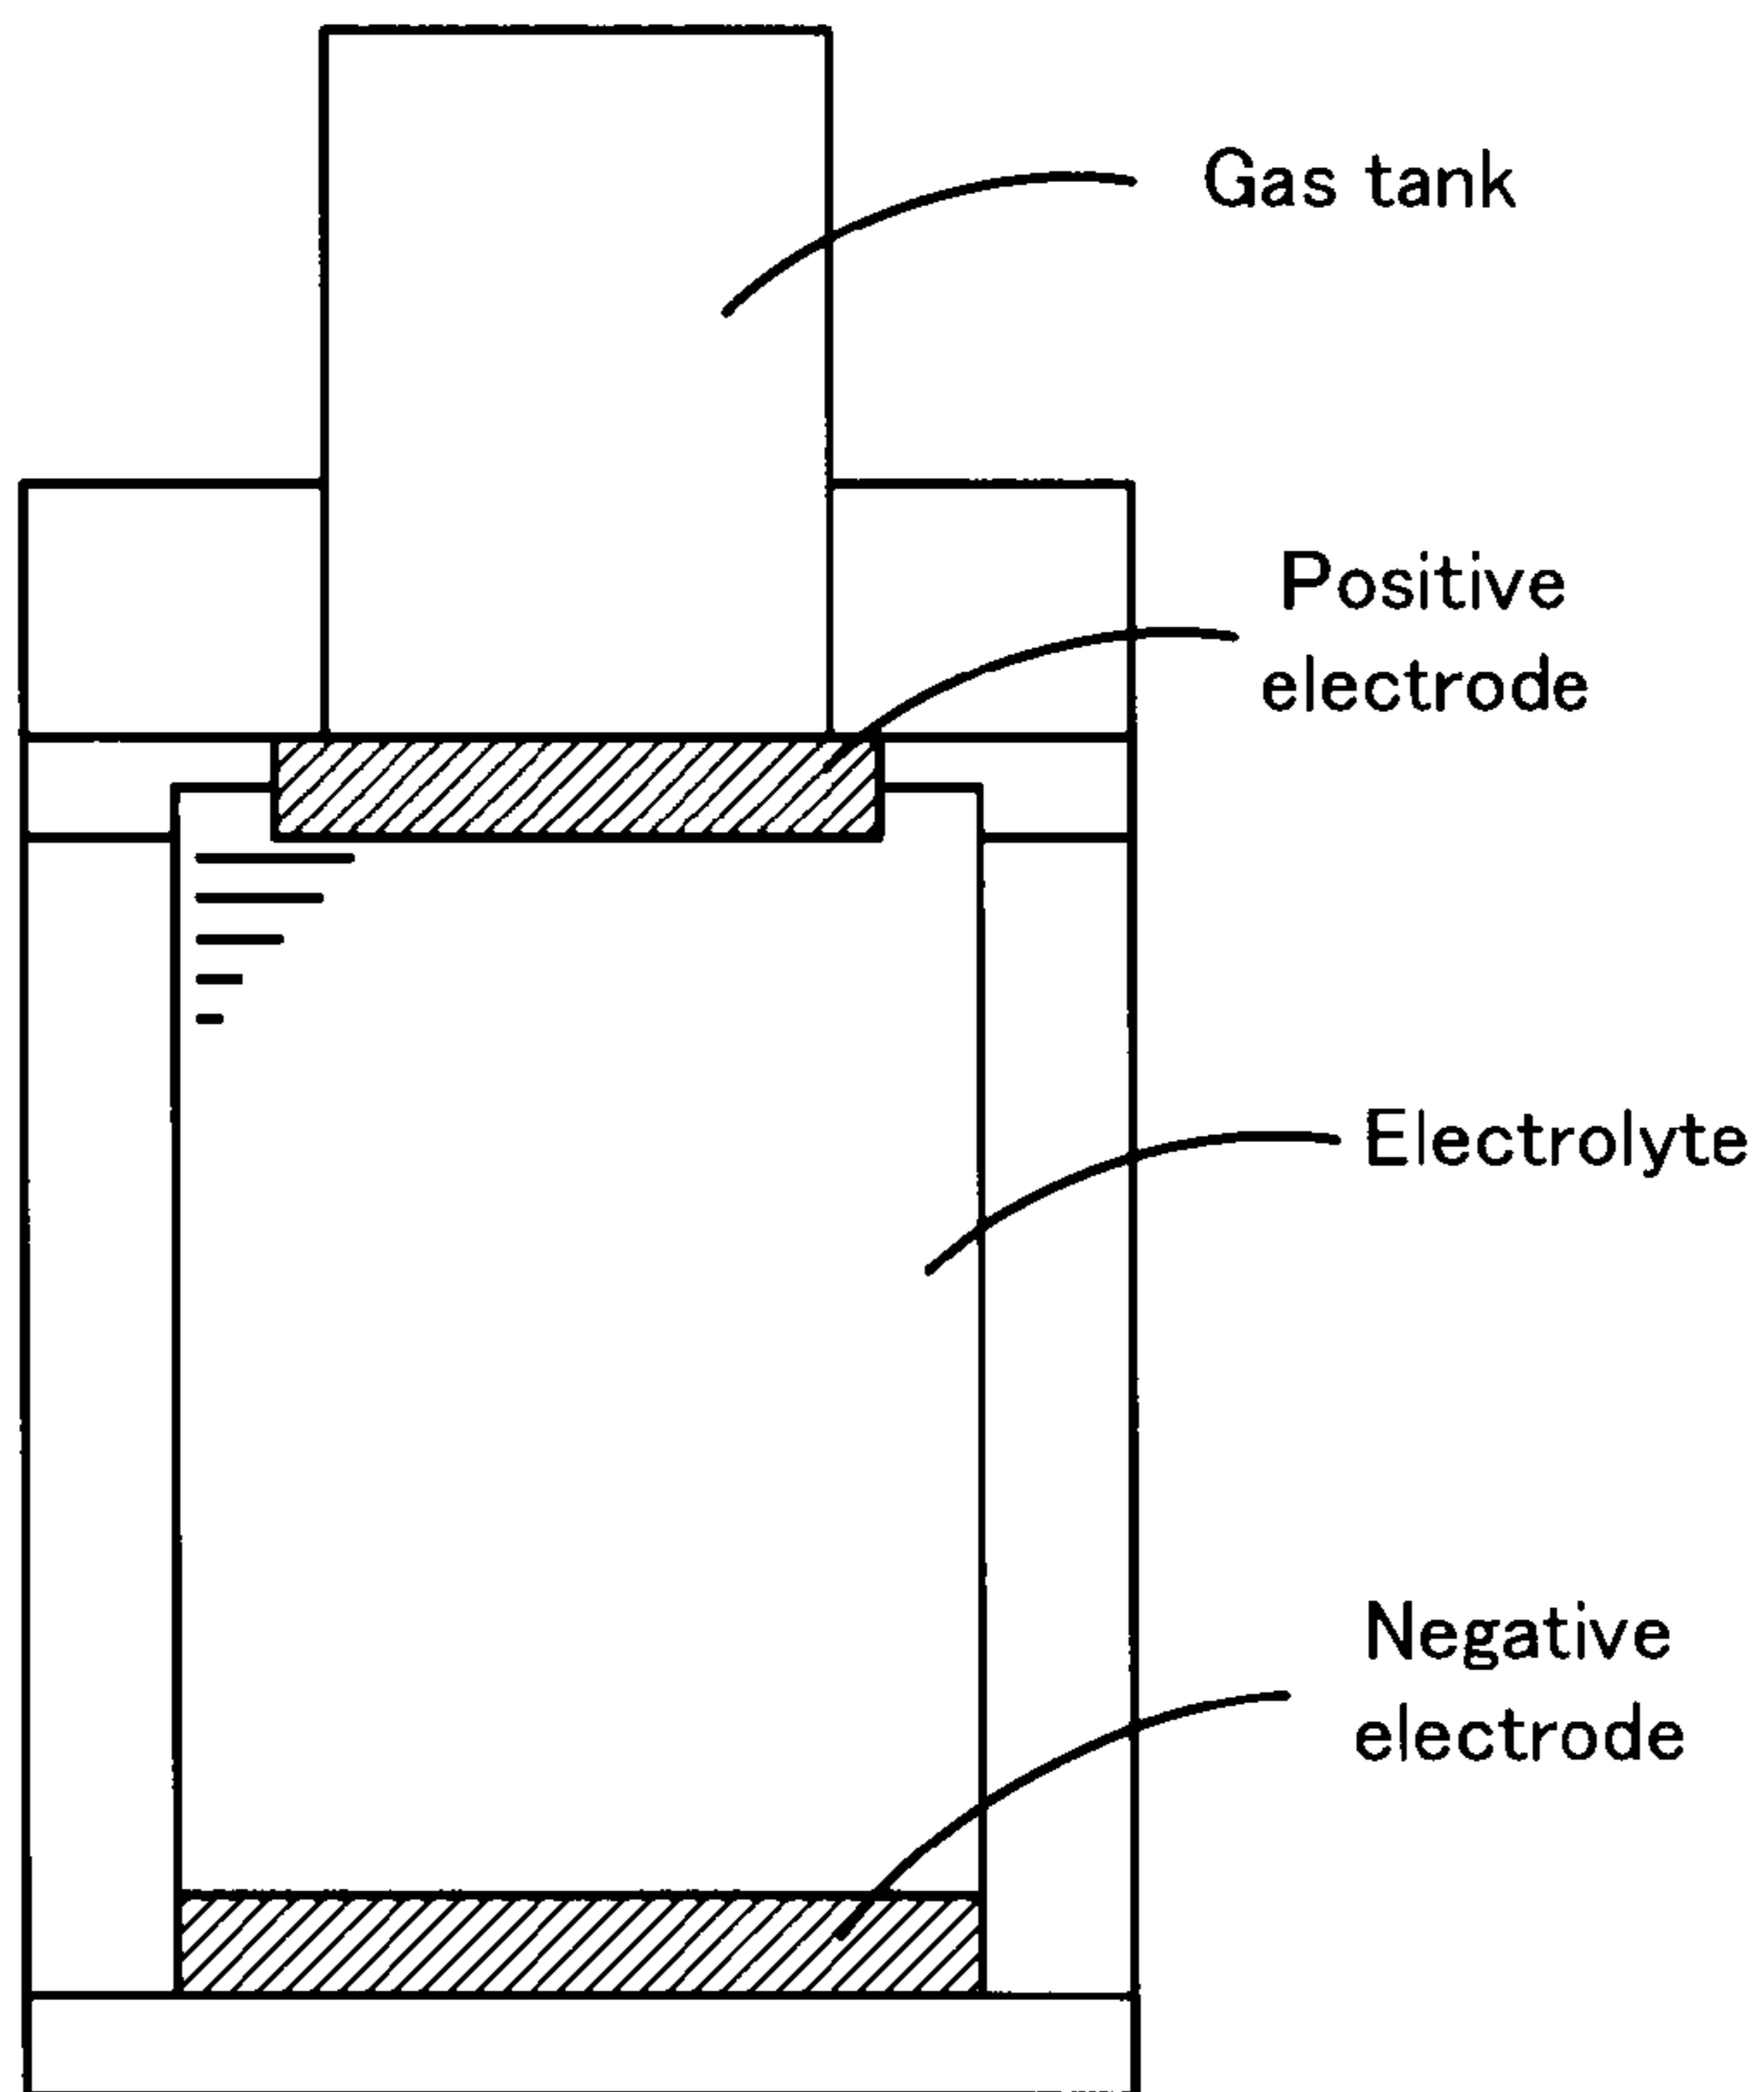 Gas tank
Positive
electrode
Electrolyte
Negative
electrode